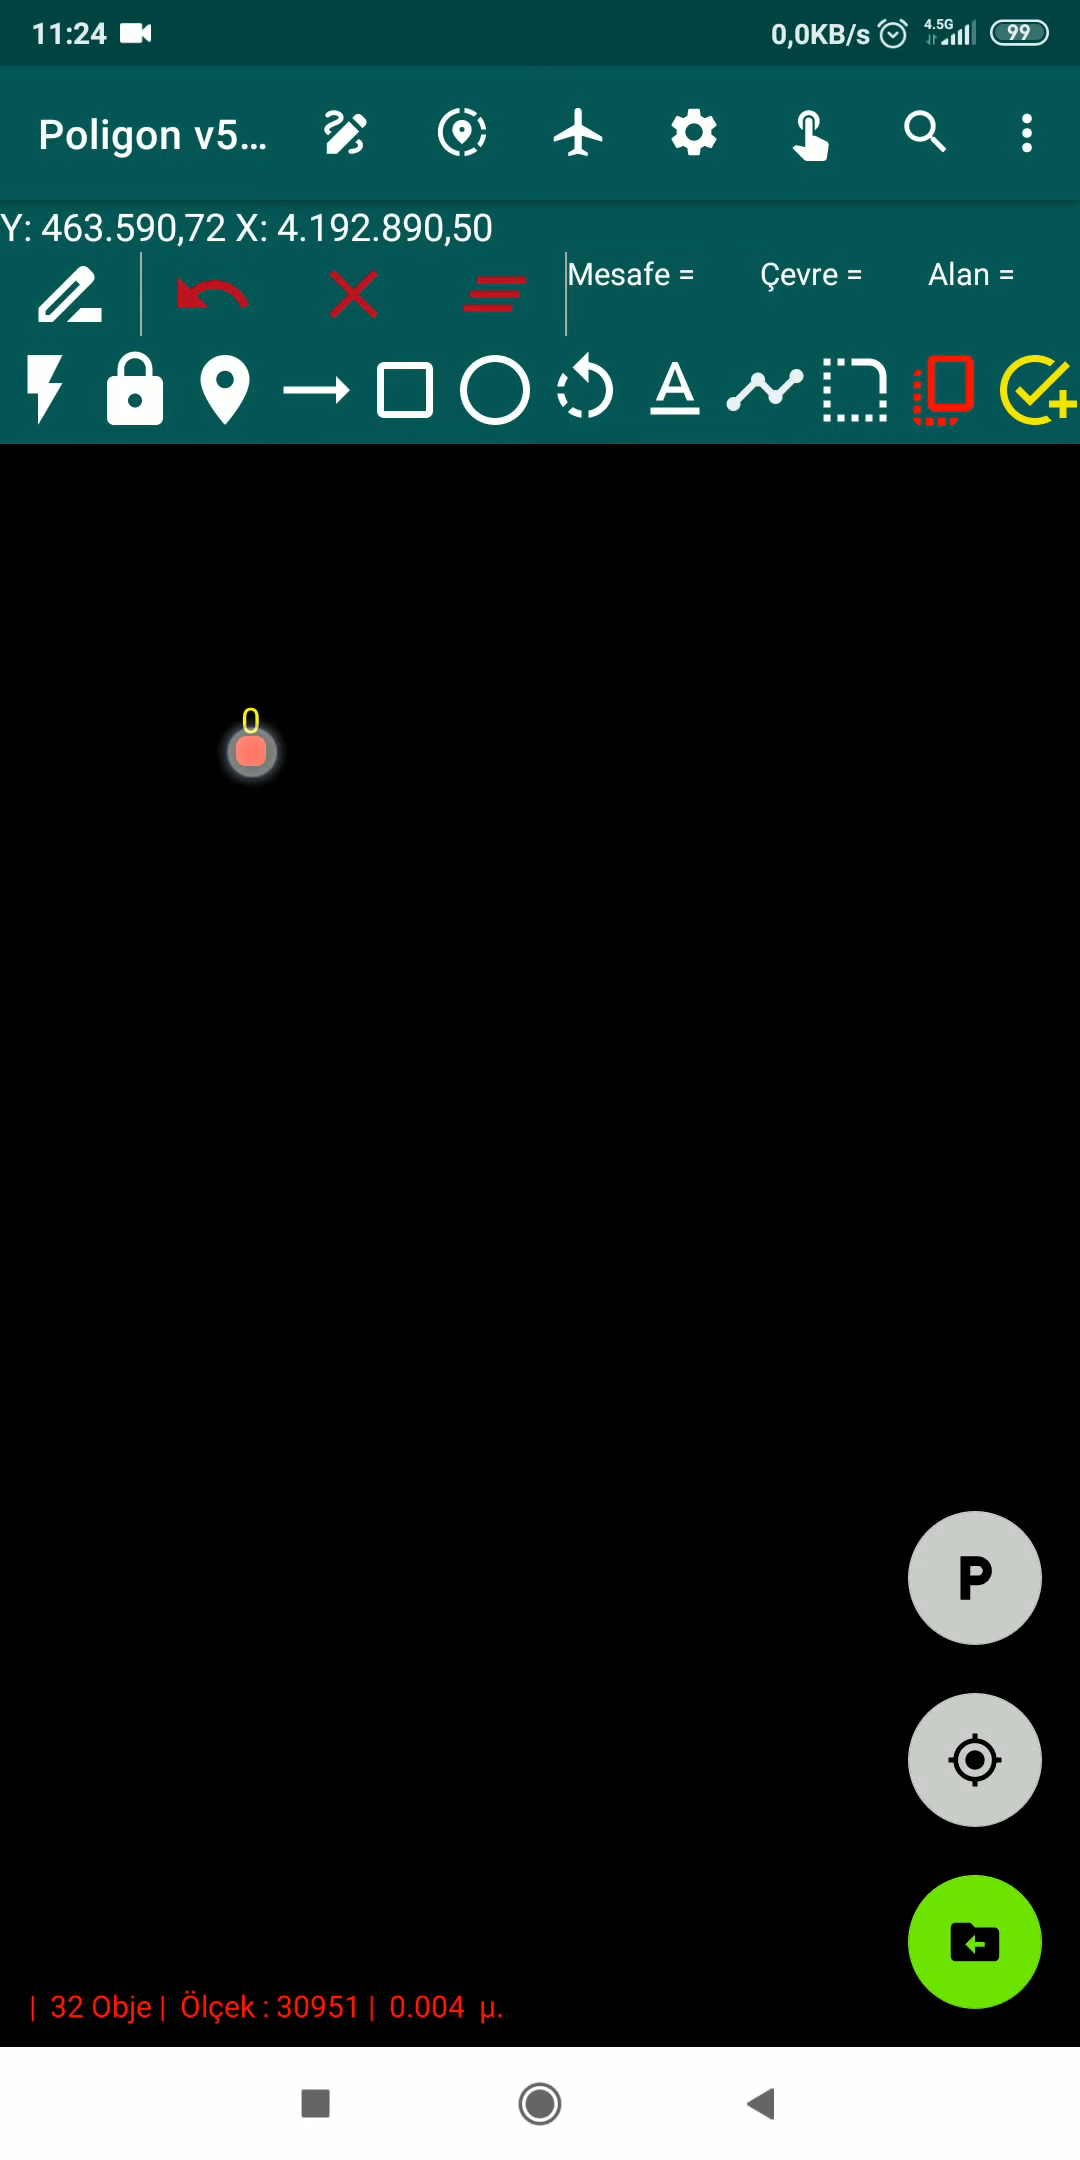 11:24
0,0KB/s 4.5G 99
Poligon v5...
Y: 463.590,72 X: 4.192.890,50
Mesafe = Çevre = Alan =
A
0
P
| 32 Obje | Ölçek : 30951 | 0.004 µ.